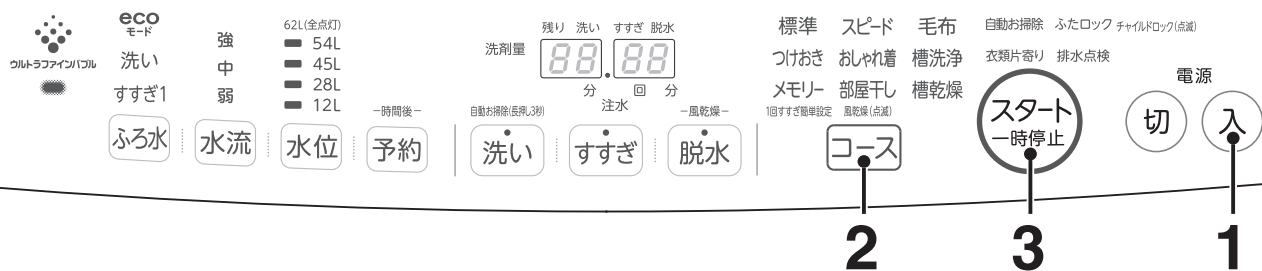 ウルトラファインバブル
eco
モード
洗い
すすぎ1
ふろ水
強
中
弱
水流
62L(全点灯)
54L
45L
28L
12L
水位
−時間後−
予約
洗剤量
残り 洗い すすぎ 脱水
88.88
分 回 分
注水
自動お掃除(長押し3秒)
洗い
すすぎ
−風乾燥−
脱水
標準 スピード 毛布
つけおき おしゃれ着 槽洗浄
メモリー 部屋干し 槽乾燥
1回すすぎ簡単設定 風乾燥(点滅)
コース
自動お掃除 ふたロック チャイルドロック(点滅)
衣類片寄り 排水点検
スタート
一時停止
電源
切 入
2 3 1